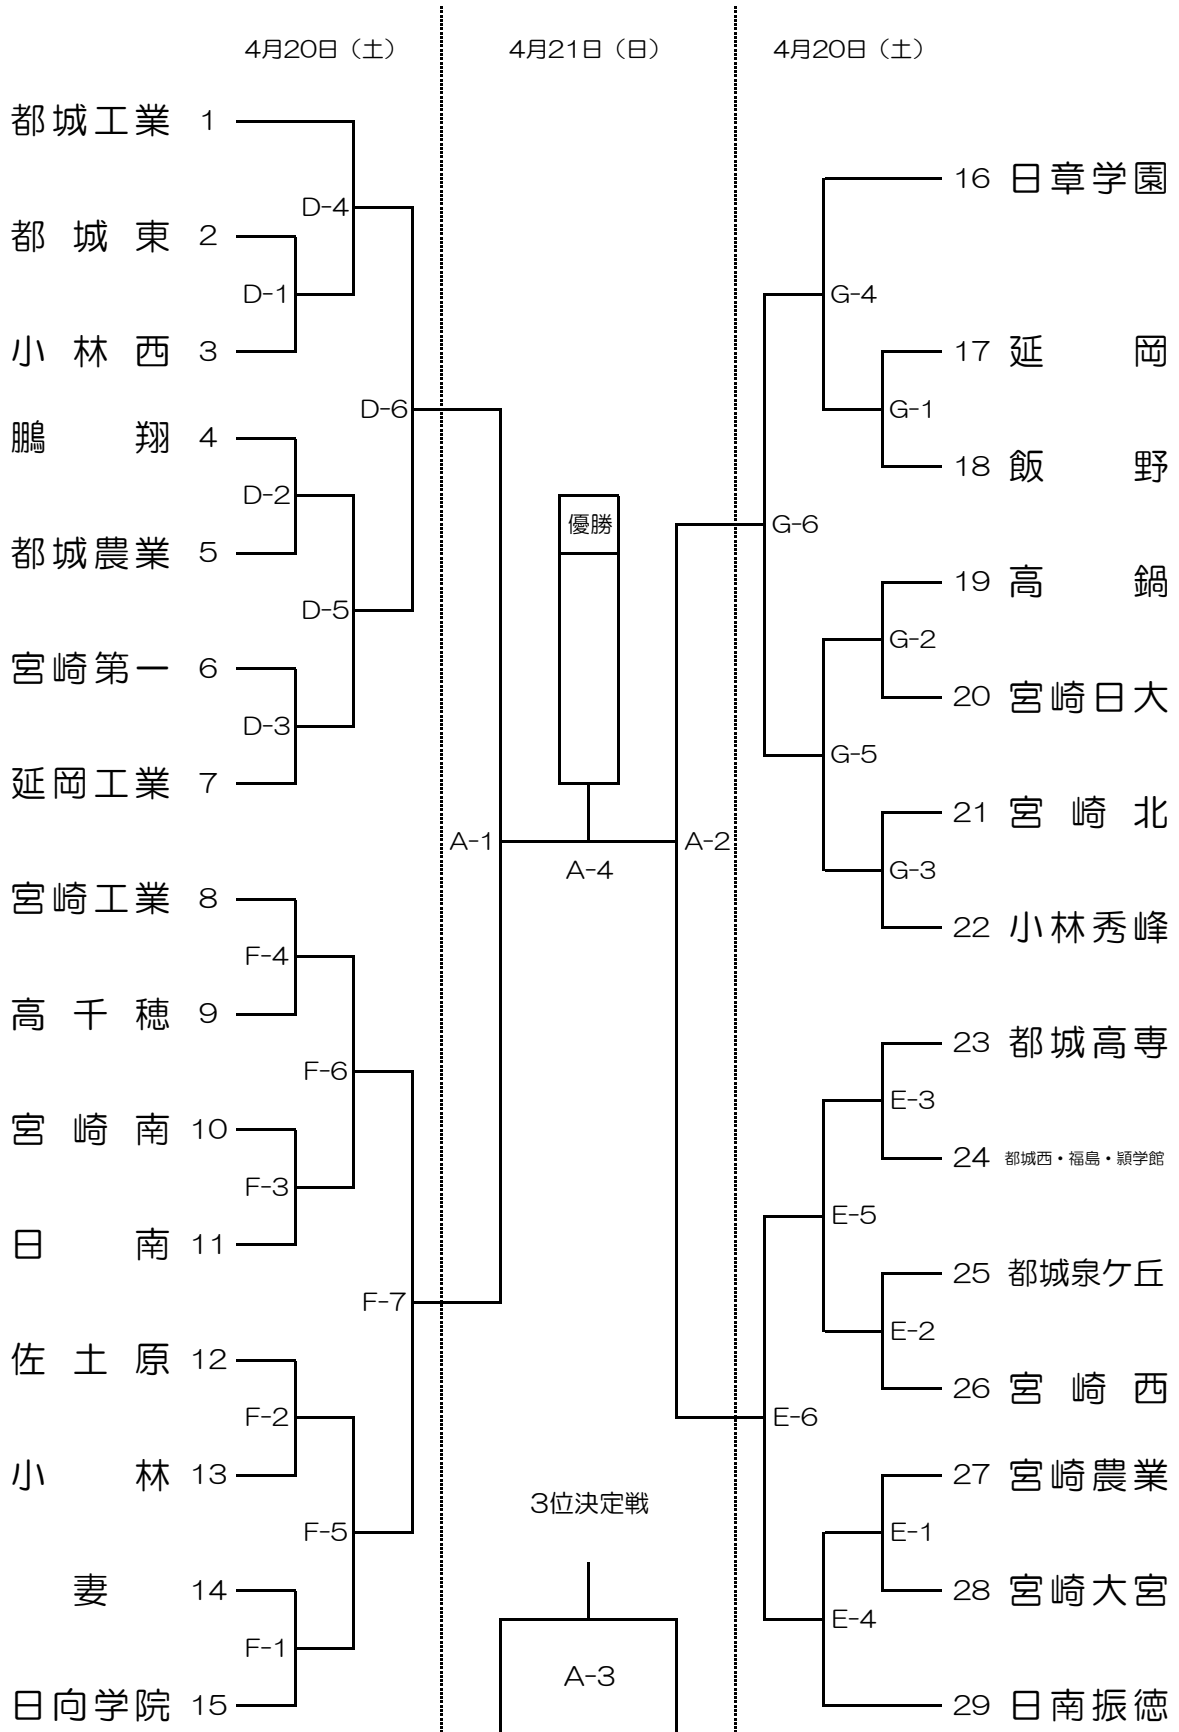 4月20日（土）
4月21日（日）
4月20日（土）
都城工業 1
都城東 2
小林西 3
鵬翔 4
都城農業 5
宮崎第一 6
延岡工業 7
宮崎工業 8
高千穂 9
宮崎南 10
日南 11
佐土原 12
小林 13
妻 14
日向学院 15
D-4
D-1
D-6
D-2
D-5
D-3
F-4
F-6
F-3
F-7
F-2
F-5
F-1
優勝
A-1
A-4
A-2
3位決定戦
A-3
G-4
G-1
G-6
G-2
G-5
G-3
E-3
E-5
E-2
E-6
E-1
E-4
16 日章学園
17 延岡
18 飯野
19 高鍋
20 宮崎日大
21 宮崎北
22 小林秀峰
23 都城高専
24 都城西・福島・穎学館
25 都城泉ケ丘
26 宮崎西
27 宮崎農業
28 宮崎大宮
29 日南振徳